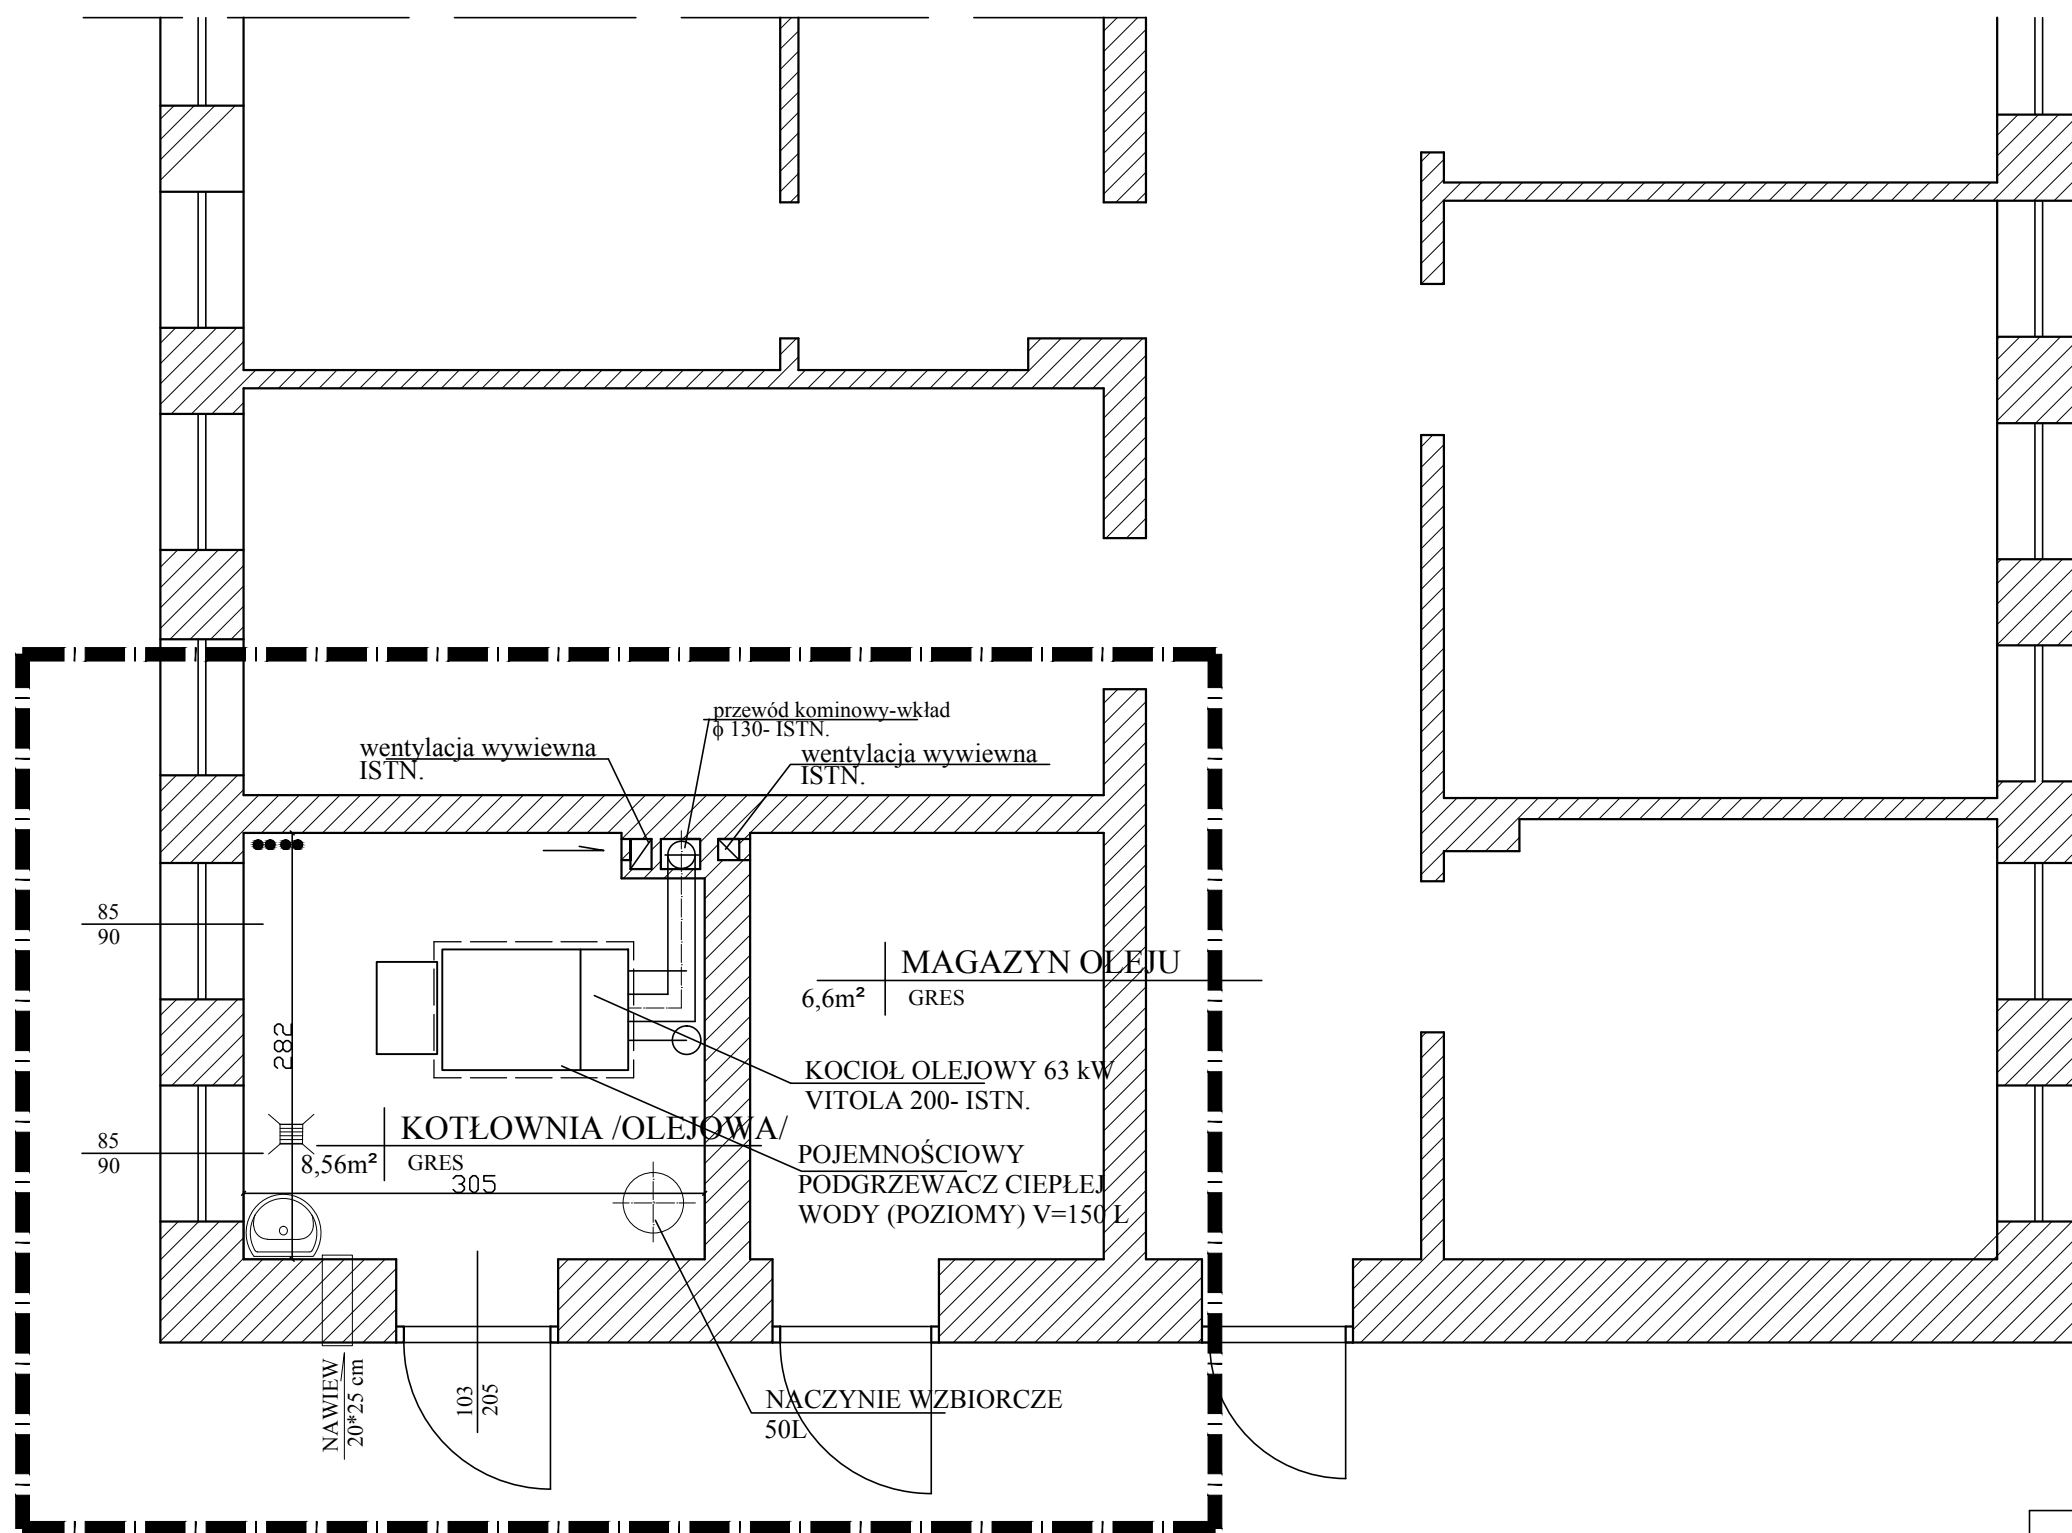 przewód kominowy-wkład
ϕ 130- ISTN.
wentylacja wywiewna
ISTN.
wentylacja wywiewna
ISTN.
85
90
MAGAZYN OLEJU
6,6m²
GRES
282
KOCIOŁ OLEJOWY 63 kW
VITOLA 200- ISTN.
85
90
KOTŁOWNIA /OLEJOWA/
8,56m²
GRES
305
POJEMNOŚCIOWY
PODGRZEWACZ CIEPŁEJ
WODY (POZIOMY) V=150 L
NAWIEW
20*25 cm
103
205
NACZYNIE WZBIORCZE
50L